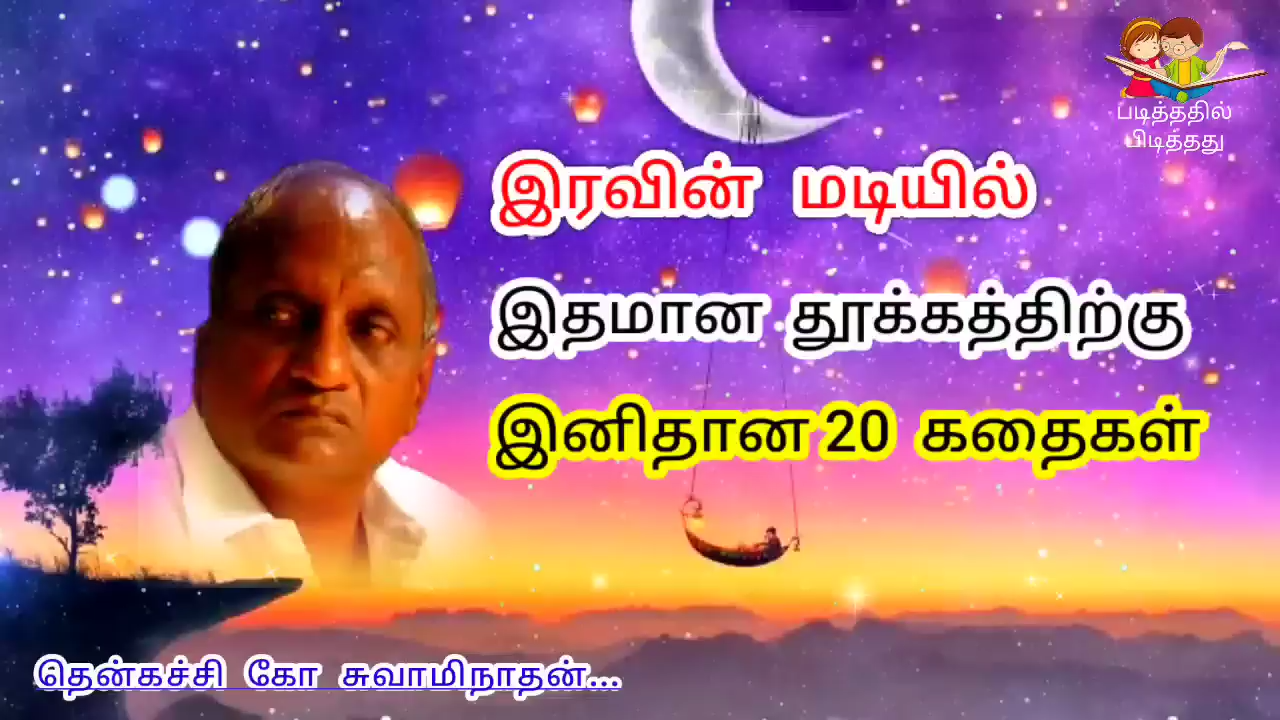 படித்ததில்
பிடித்தது
இரவின் மடியில்
இதமான தூக்கத்திற்கு
இனிதான 20 கதைகள்
தென்கச்சி கோ சுவாமிநாதன்...